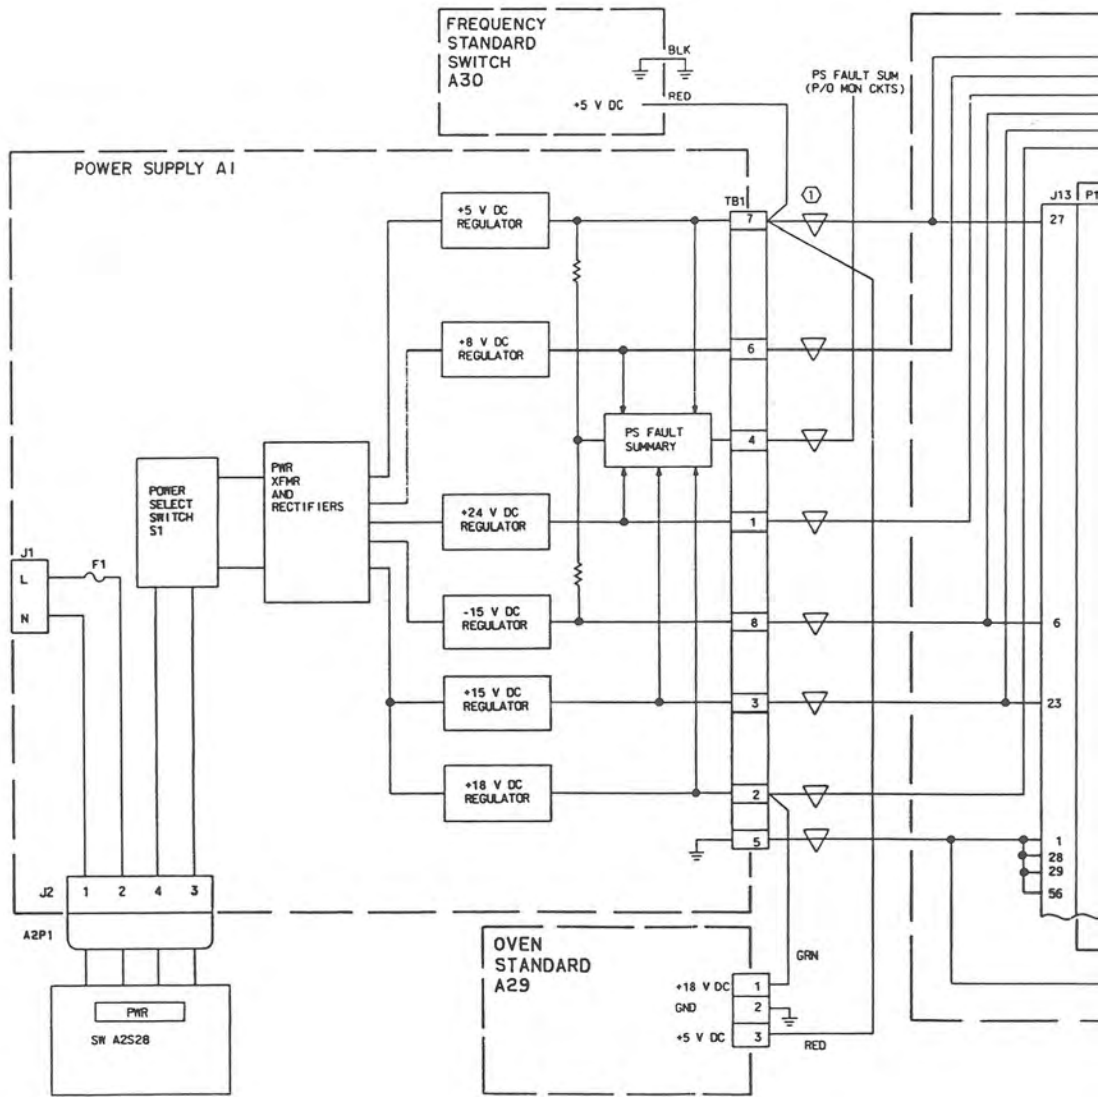 FREQUENCY
STANDARD
SWITCH
A30
BLK
RED
+5 V DC
PS FAULT SUM
(P/O MON CKTS)
POWER SUPPLY A1
+5 V DC
REGULATOR
TB1
7
1
J13
P1
27
+8 V DC
REGULATOR
6
PS FAULT
SUMMARY
4
PWR
XFMR
AND
RECTIFIERS
POWER
SELECT
SWITCH
S1
+24 V DC
REGULATOR
1
J1
L
N
F1
-15 V DC
REGULATOR
8
6
+15 V DC
REGULATOR
3
23
+18 V DC
REGULATOR
2
5
1
28
29
56
J2
1
2
4
3
A2P1
PWR
SW A2S28
OVEN
STANDARD
A29
GRN
+18 V DC
1
GND
2
+5 V DC
3
RED